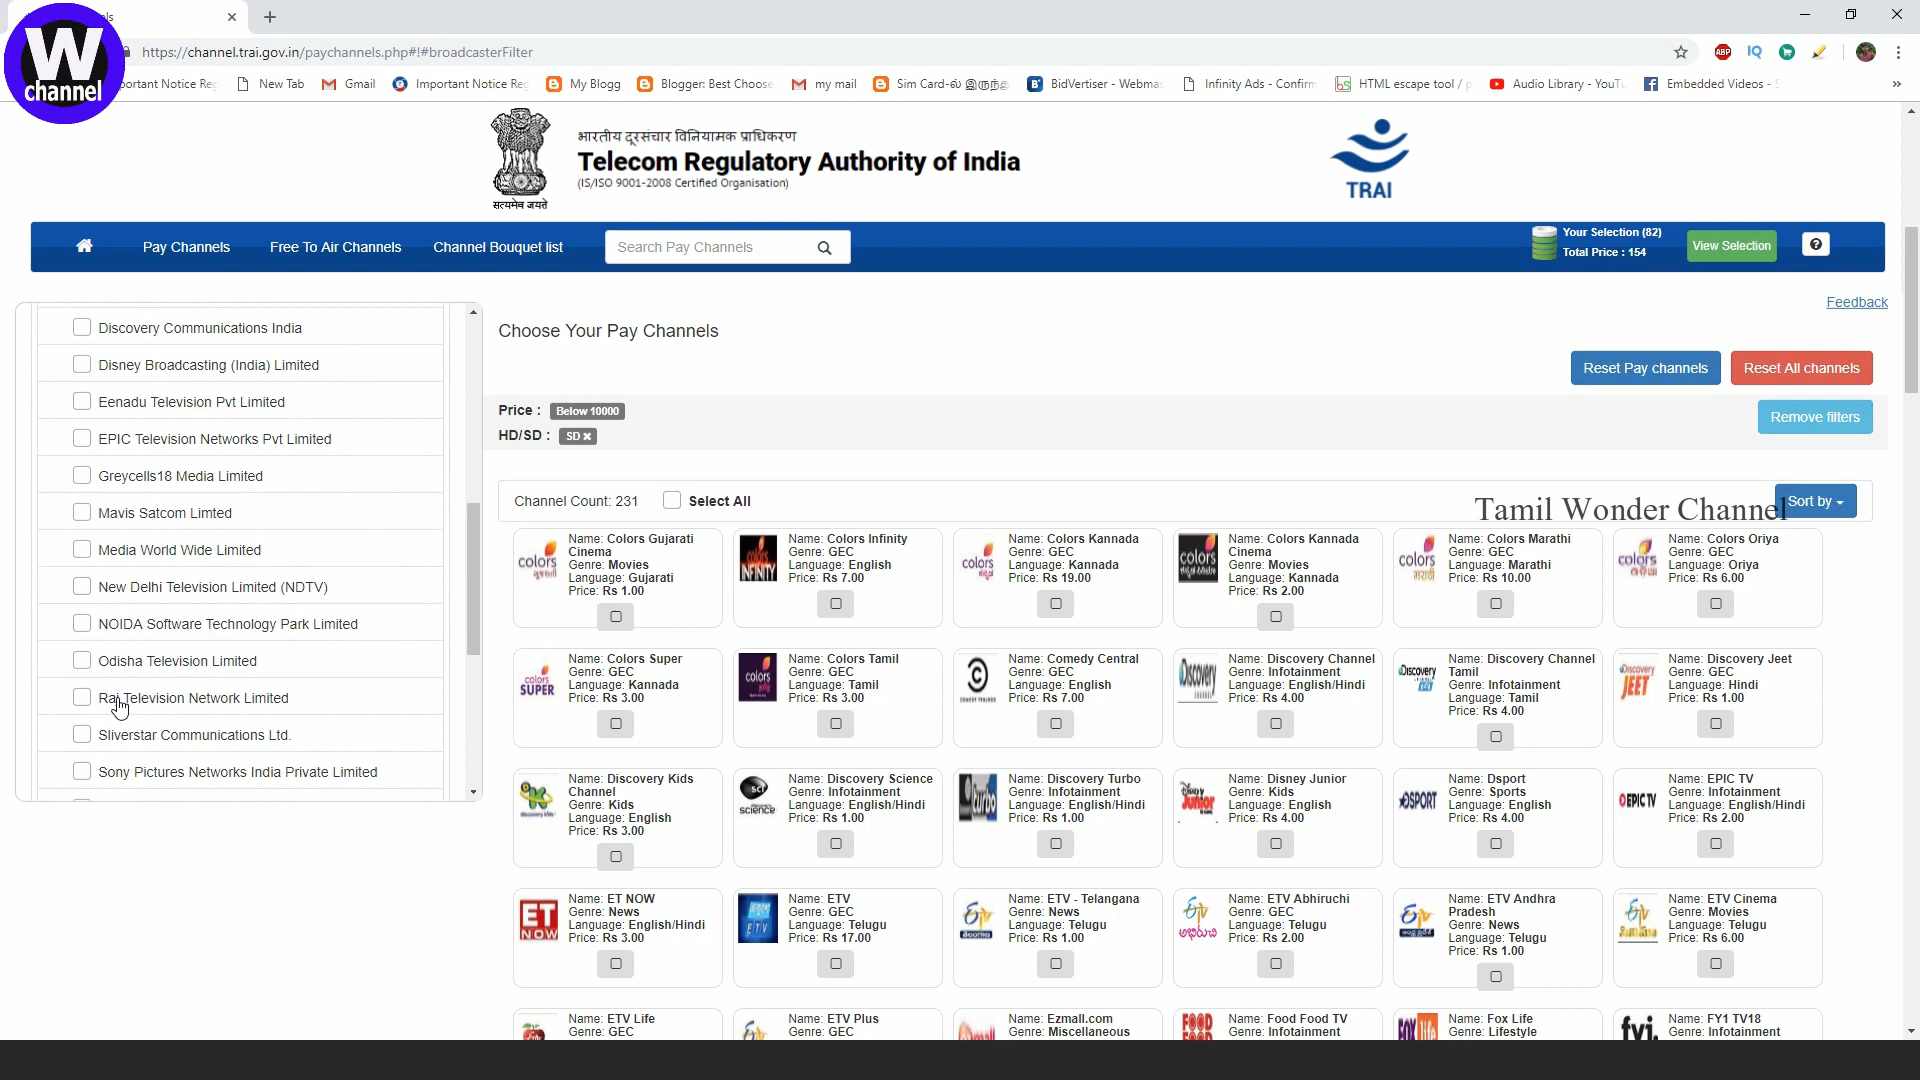 W
channel
https://channel.trai.gov.in/paychannels.php#!#broadcasterFilter
ABP
IQ
portant Notice Reg
New Tab
Gmail
Important Notice Reg
My Blogg
Blogger: Best Choose
my mail
Sim Card-ல் இருந்த
BidVertiser - Webmas
Infinity Ads - Confirm
HTML escape tool / p
Audio Library - YouTu
Embedded Videos - S
भारतीय दूरसंचार विनियामक प्राधिकरण
Telecom Regulatory Authority of India
(IS/ISO 9001-2008 Certified Organisation)
सत्यमेव जयते
TRAI
Pay Channels
Free To Air Channels
Channel Bouquet list
Search Pay Channels
Your Selection (82)
Total Price : 154
View Selection
Feedback
Discovery Communications India
Disney Broadcasting (India) Limited
Eenadu Television Pvt Limited
EPIC Television Networks Pvt Limited
Greycells18 Media Limited
Mavis Satcom Limted
Media World Wide Limited
New Delhi Television Limited (NDTV)
NOIDA Software Technology Park Limited
Odisha Television Limited
Raj Television Network Limited
Sliverstar Communications Ltd.
Sony Pictures Networks India Private Limited
Choose Your Pay Channels
Reset Pay channels
Reset All channels
Price : Below 10000
HD/SD : SD
Remove filters
Channel Count: 231
Select All
Tamil Wonder Channel
Sort by
Name: Colors Gujarati
Cinema
Genre: Movies
Language: Gujarati
Price: Rs 1.00
Name: Colors Infinity
Genre: GEC
Language: English
Price: Rs 7.00
Name: Colors Kannada
Genre: GEC
Language: Kannada
Price: Rs 19.00
Name: Colors Kannada
Cinema
Genre: Movies
Language: Kannada
Price: Rs 2.00
Name: Colors Marathi
Genre: GEC
Language: Marathi
Price: Rs 10.00
Name: Colors Oriya
Genre: GEC
Language: Oriya
Price: Rs 6.00
Name: Colors Super
Genre: GEC
Language: Kannada
Price: Rs 3.00
Name: Colors Tamil
Genre: GEC
Language: Tamil
Price: Rs 3.00
Name: Comedy Central
Genre: GEC
Language: English
Price: Rs 7.00
Name: Discovery Channel
Genre: Infotainment
Language: English/Hindi
Price: Rs 4.00
Name: Discovery Channel
Tamil
Genre: Infotainment
Language: Tamil
Price: Rs 4.00
Name: Discovery Jeet
Genre: GEC
Language: Hindi
Price: Rs 1.00
Name: Discovery Kids
Channel
Genre: Kids
Language: English
Price: Rs 3.00
Name: Discovery Science
Genre: Infotainment
Language: English/Hindi
Price: Rs 1.00
Name: Discovery Turbo
Genre: Infotainment
Language: English/Hindi
Price: Rs 1.00
Name: Disney Junior
Genre: Kids
Language: English
Price: Rs 4.00
Name: Dsport
Genre: Sports
Language: English
Price: Rs 4.00
Name: EPIC TV
Genre: Infotainment
Language: English/Hindi
Price: Rs 2.00
Name: ET NOW
Genre: News
Language: English/Hindi
Price: Rs 3.00
Name: ETV
Genre: GEC
Language: Telugu
Price: Rs 17.00
Name: ETV - Telangana
Genre: News
Language: Telugu
Price: Rs 1.00
Name: ETV Abhiruchi
Genre: GEC
Language: Telugu
Price: Rs 2.00
Name: ETV Andhra
Pradesh
Genre: News
Language: Telugu
Price: Rs 1.00
Name: ETV Cinema
Genre: Movies
Language: Telugu
Price: Rs 6.00
Name: ETV Life
Genre: GEC
Name: ETV Plus
Genre: GEC
Name: Ezmall.com
Genre: Miscellaneous
Name: Food Food TV
Genre: Infotainment
Name: Fox Life
Genre: Lifestyle
Name: FY1 TV18
Genre: Infotainment